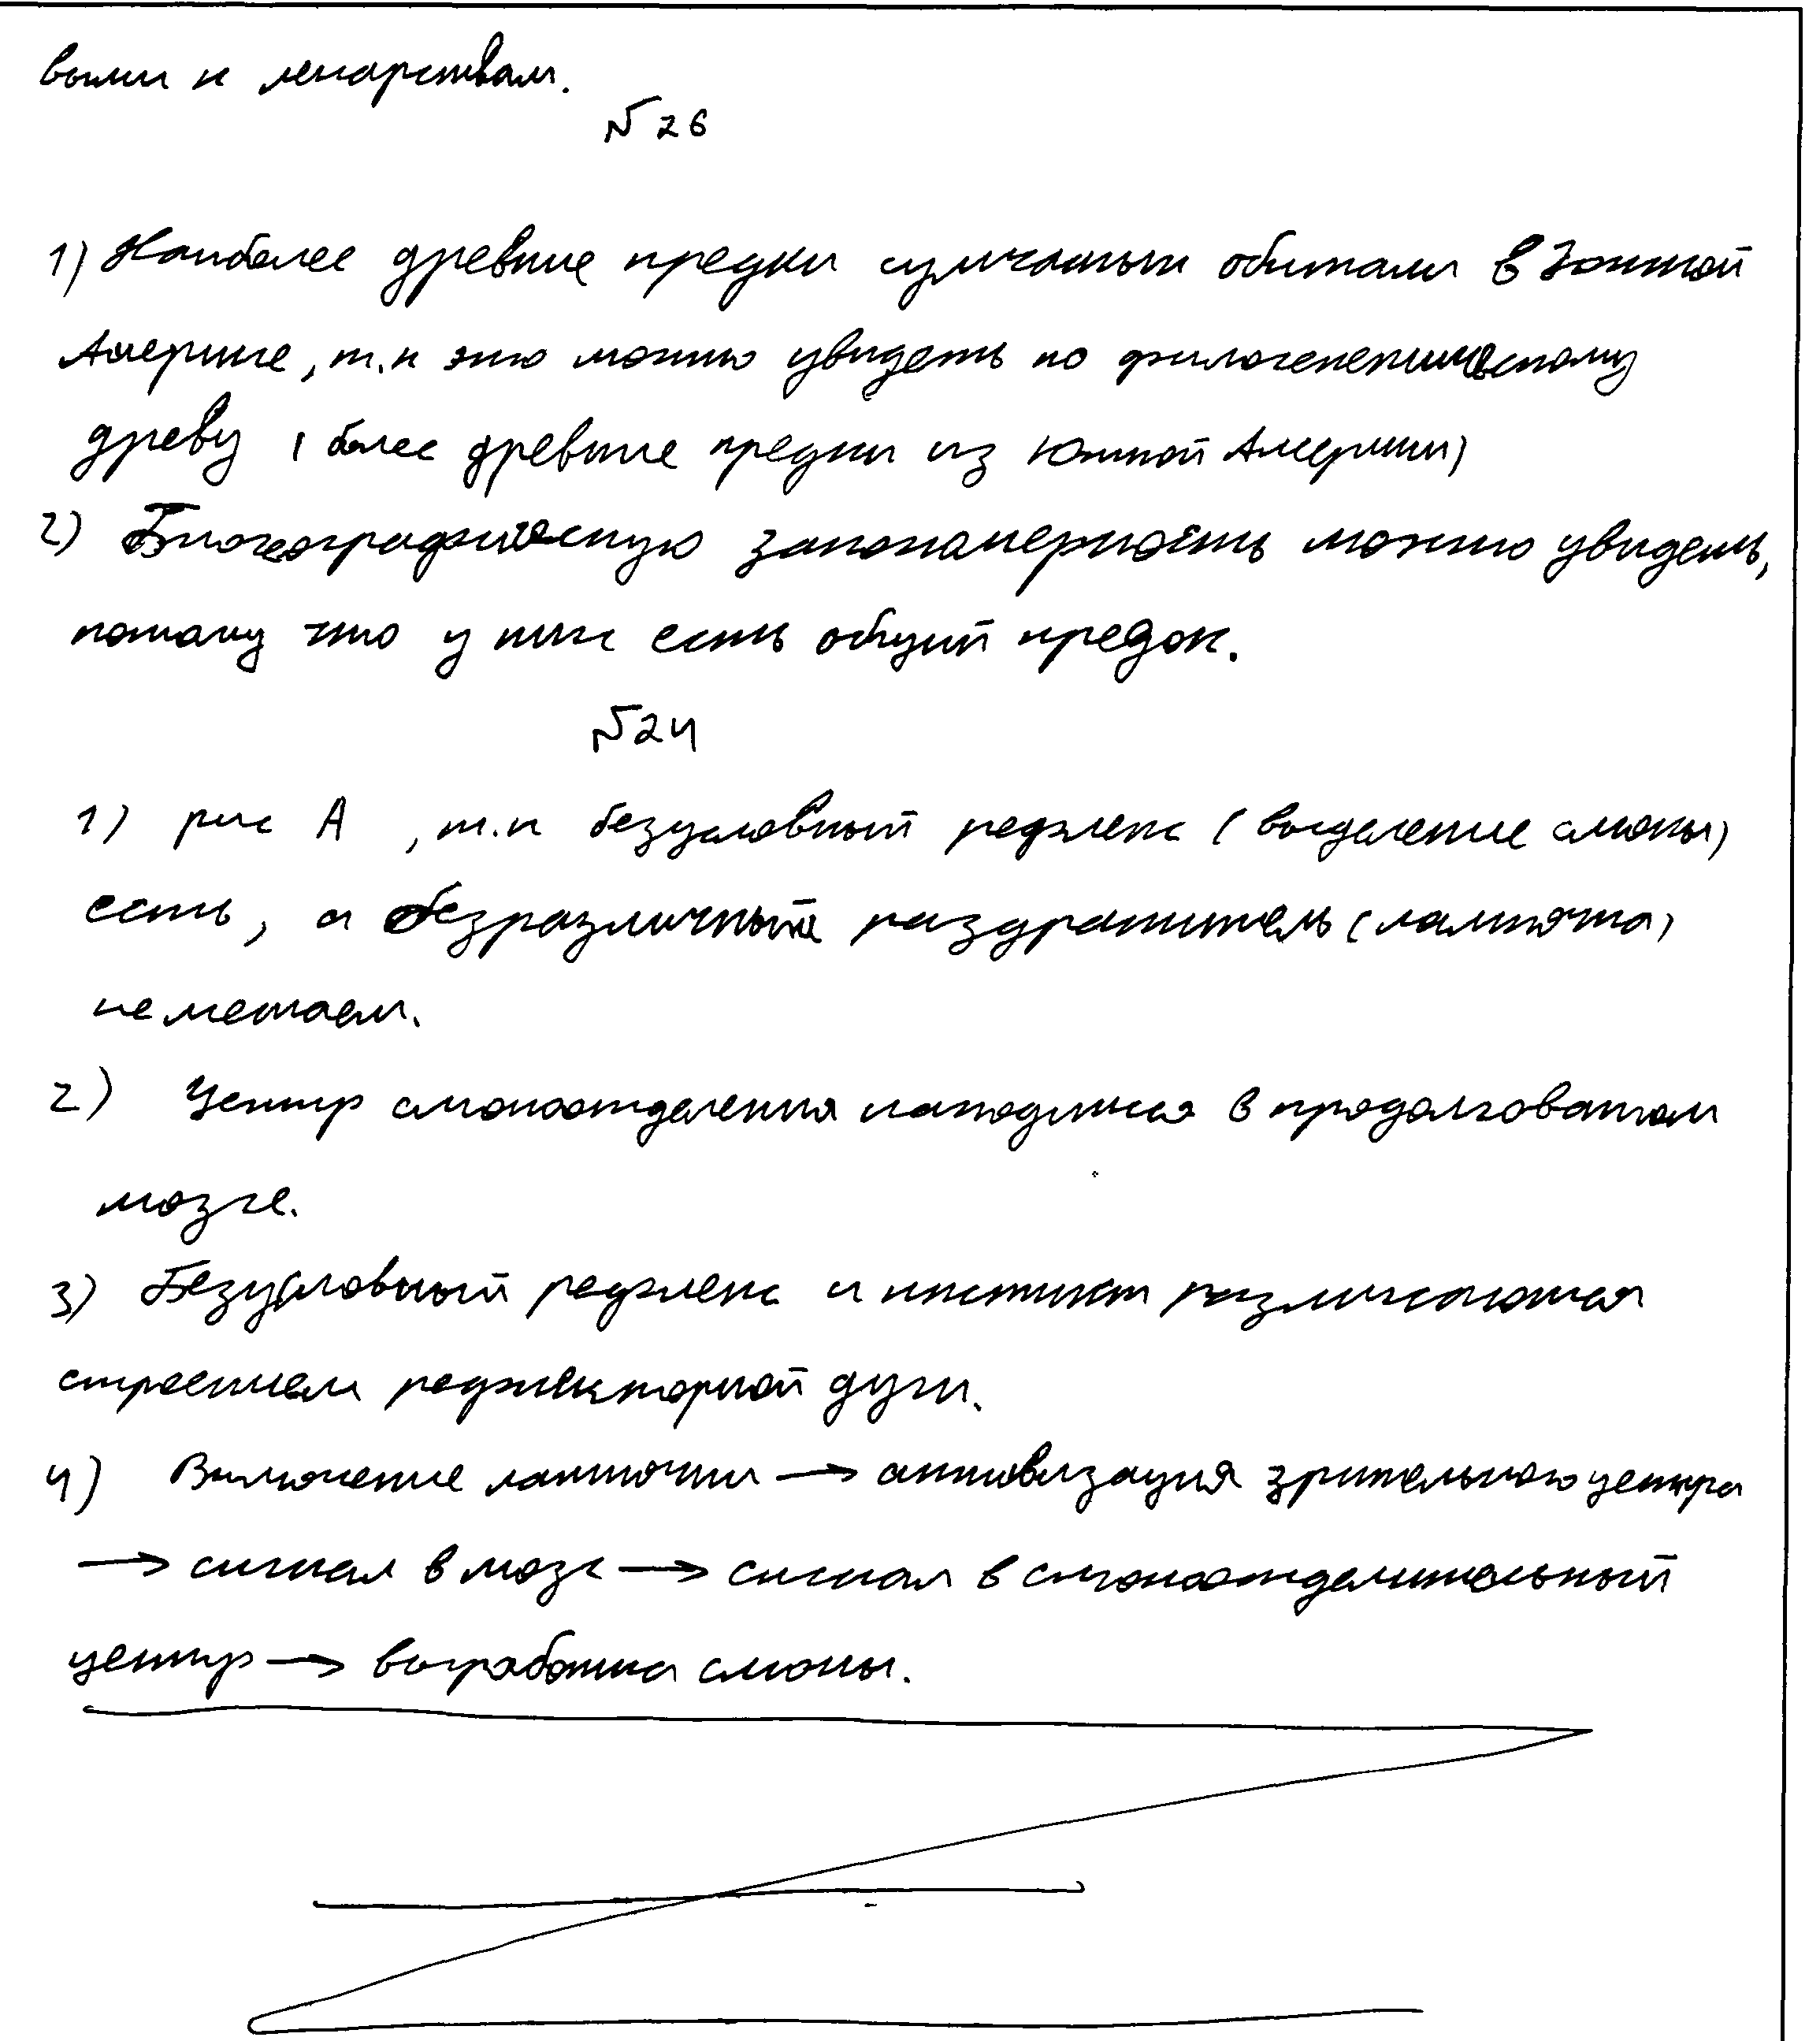 выми к лекарствам.
№ 26
1) Наиболее древние предки сумчатых обитали в Южной
Америке, т.к это можно увидеть по филогенетическому
древу (более древние предки из Южной Америки)
2) Биогеографическую закономерность можно увидеть,
потому что у них есть общий предок.
№24
1) рис А , т.к безусловный рефлекс (выделение слюны)
есть, а безразличный раздражитель (лампочка)
не мешает.
2) Центр слюноотделения находится в продолговатом
мозге.
3) Безусловный рефлекс и инстинкт различаются
строением рефлекторной дуги.
4) Включение лампочки → активизация зрительного центра
→ сигнал в мозг → сигнал в слюноотделительный
центр → выработка слюны.